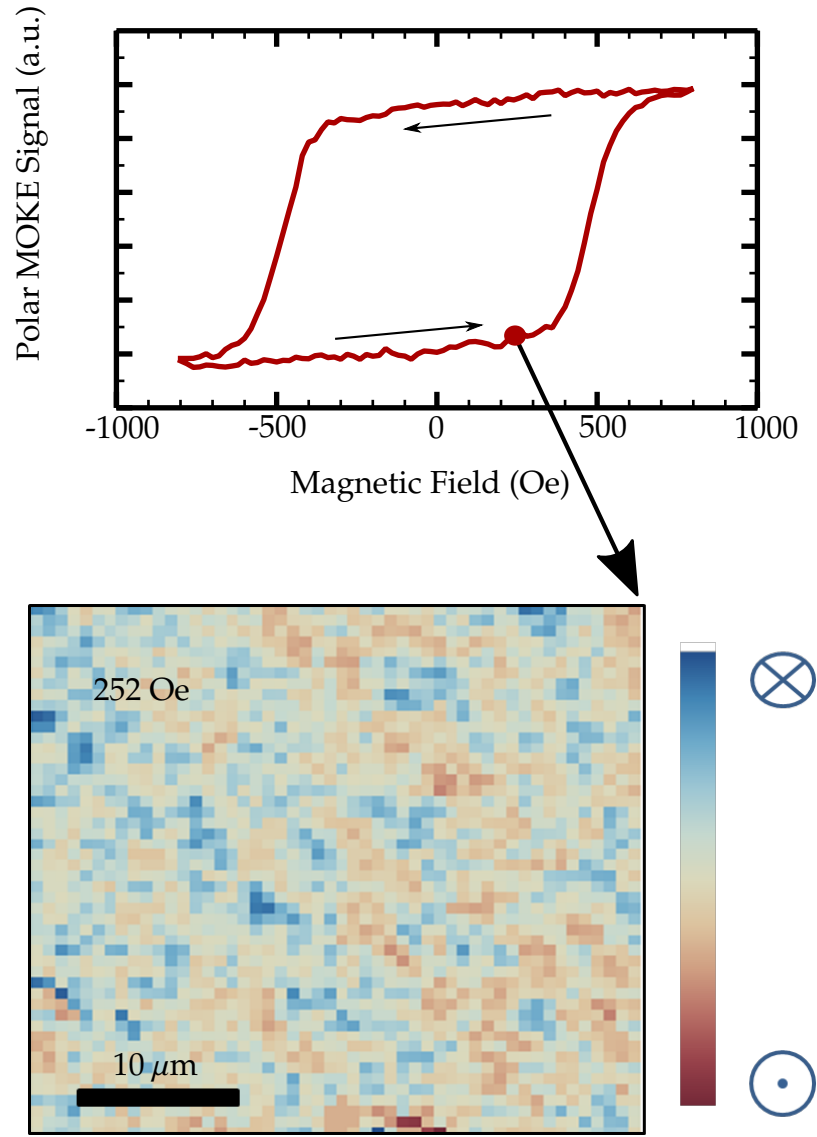 Polar MOKE Signal (a.u.)
-1000
-500
0
500
1000
Magnetic Field (Oe)
252 Oe
10 μm